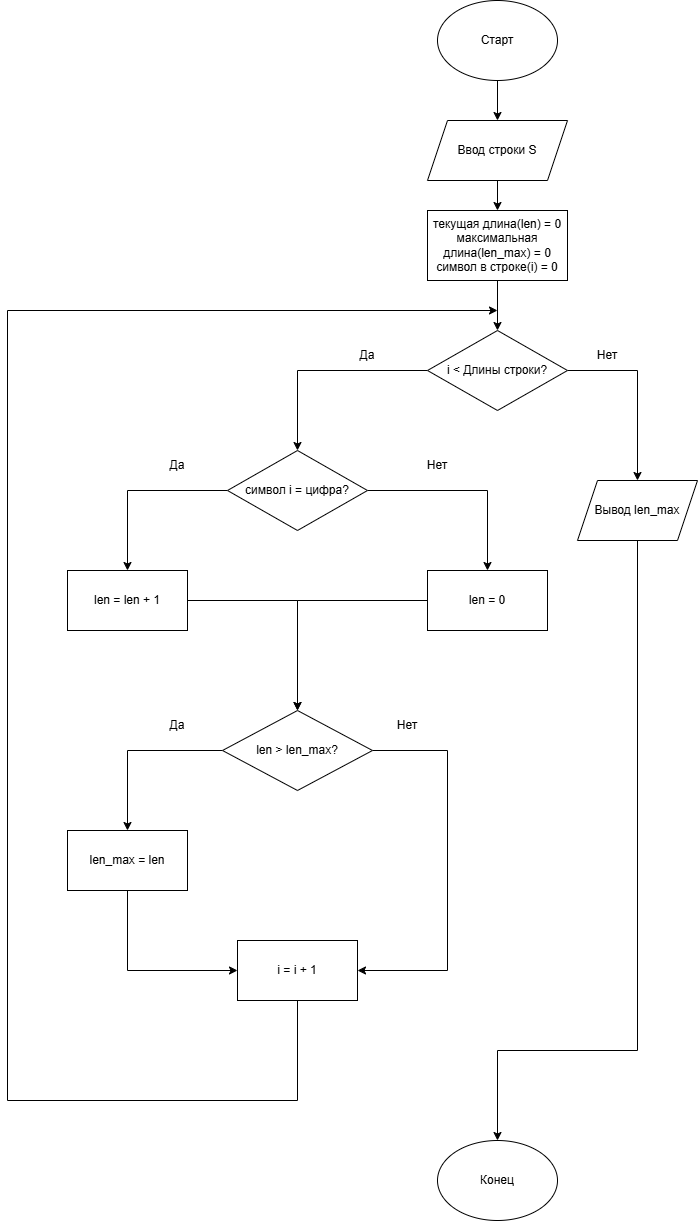 Старт
Ввод строки S
текущая длина(len) = 0
максимальная
длина(len_max) = 0
символ в строке(i) = 0
Да
i < Длины строки?
Нет
Да
символ i = цифра?
Нет
Вывод len_max
len = len + 1
len = 0
Да
len > len_max?
Нет
len_max = len
i = i + 1
Конец